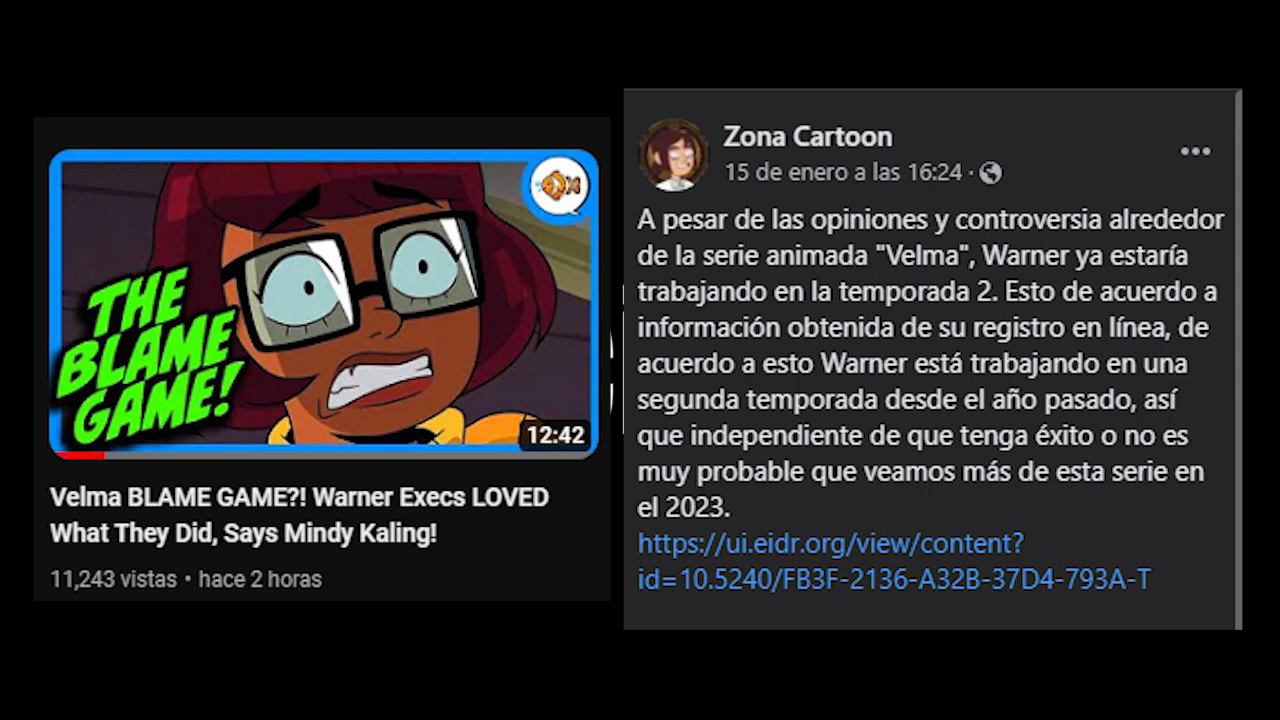 THE
BLAME
GAME!
12:42
Velma BLAME GAME?! Warner Execs LOVED
What They Did, Says Mindy Kaling!
11,243 vistas • hace 2 horas
Zona Cartoon
15 de enero a las 16:24 ·
A pesar de las opiniones y controversia alrededor
de la serie animada "Velma", Warner ya estaría
trabajando en la temporada 2. Esto de acuerdo a
información obtenida de su registro en línea, de
acuerdo a esto Warner está trabajando en una
segunda temporada desde el año pasado, así
que independiente de que tenga éxito o no es
muy probable que veamos más de esta serie en
el 2023.
https://ui.eidr.org/view/content?
id=10.5240/FB3F-2136-A32B-37D4-793A-T